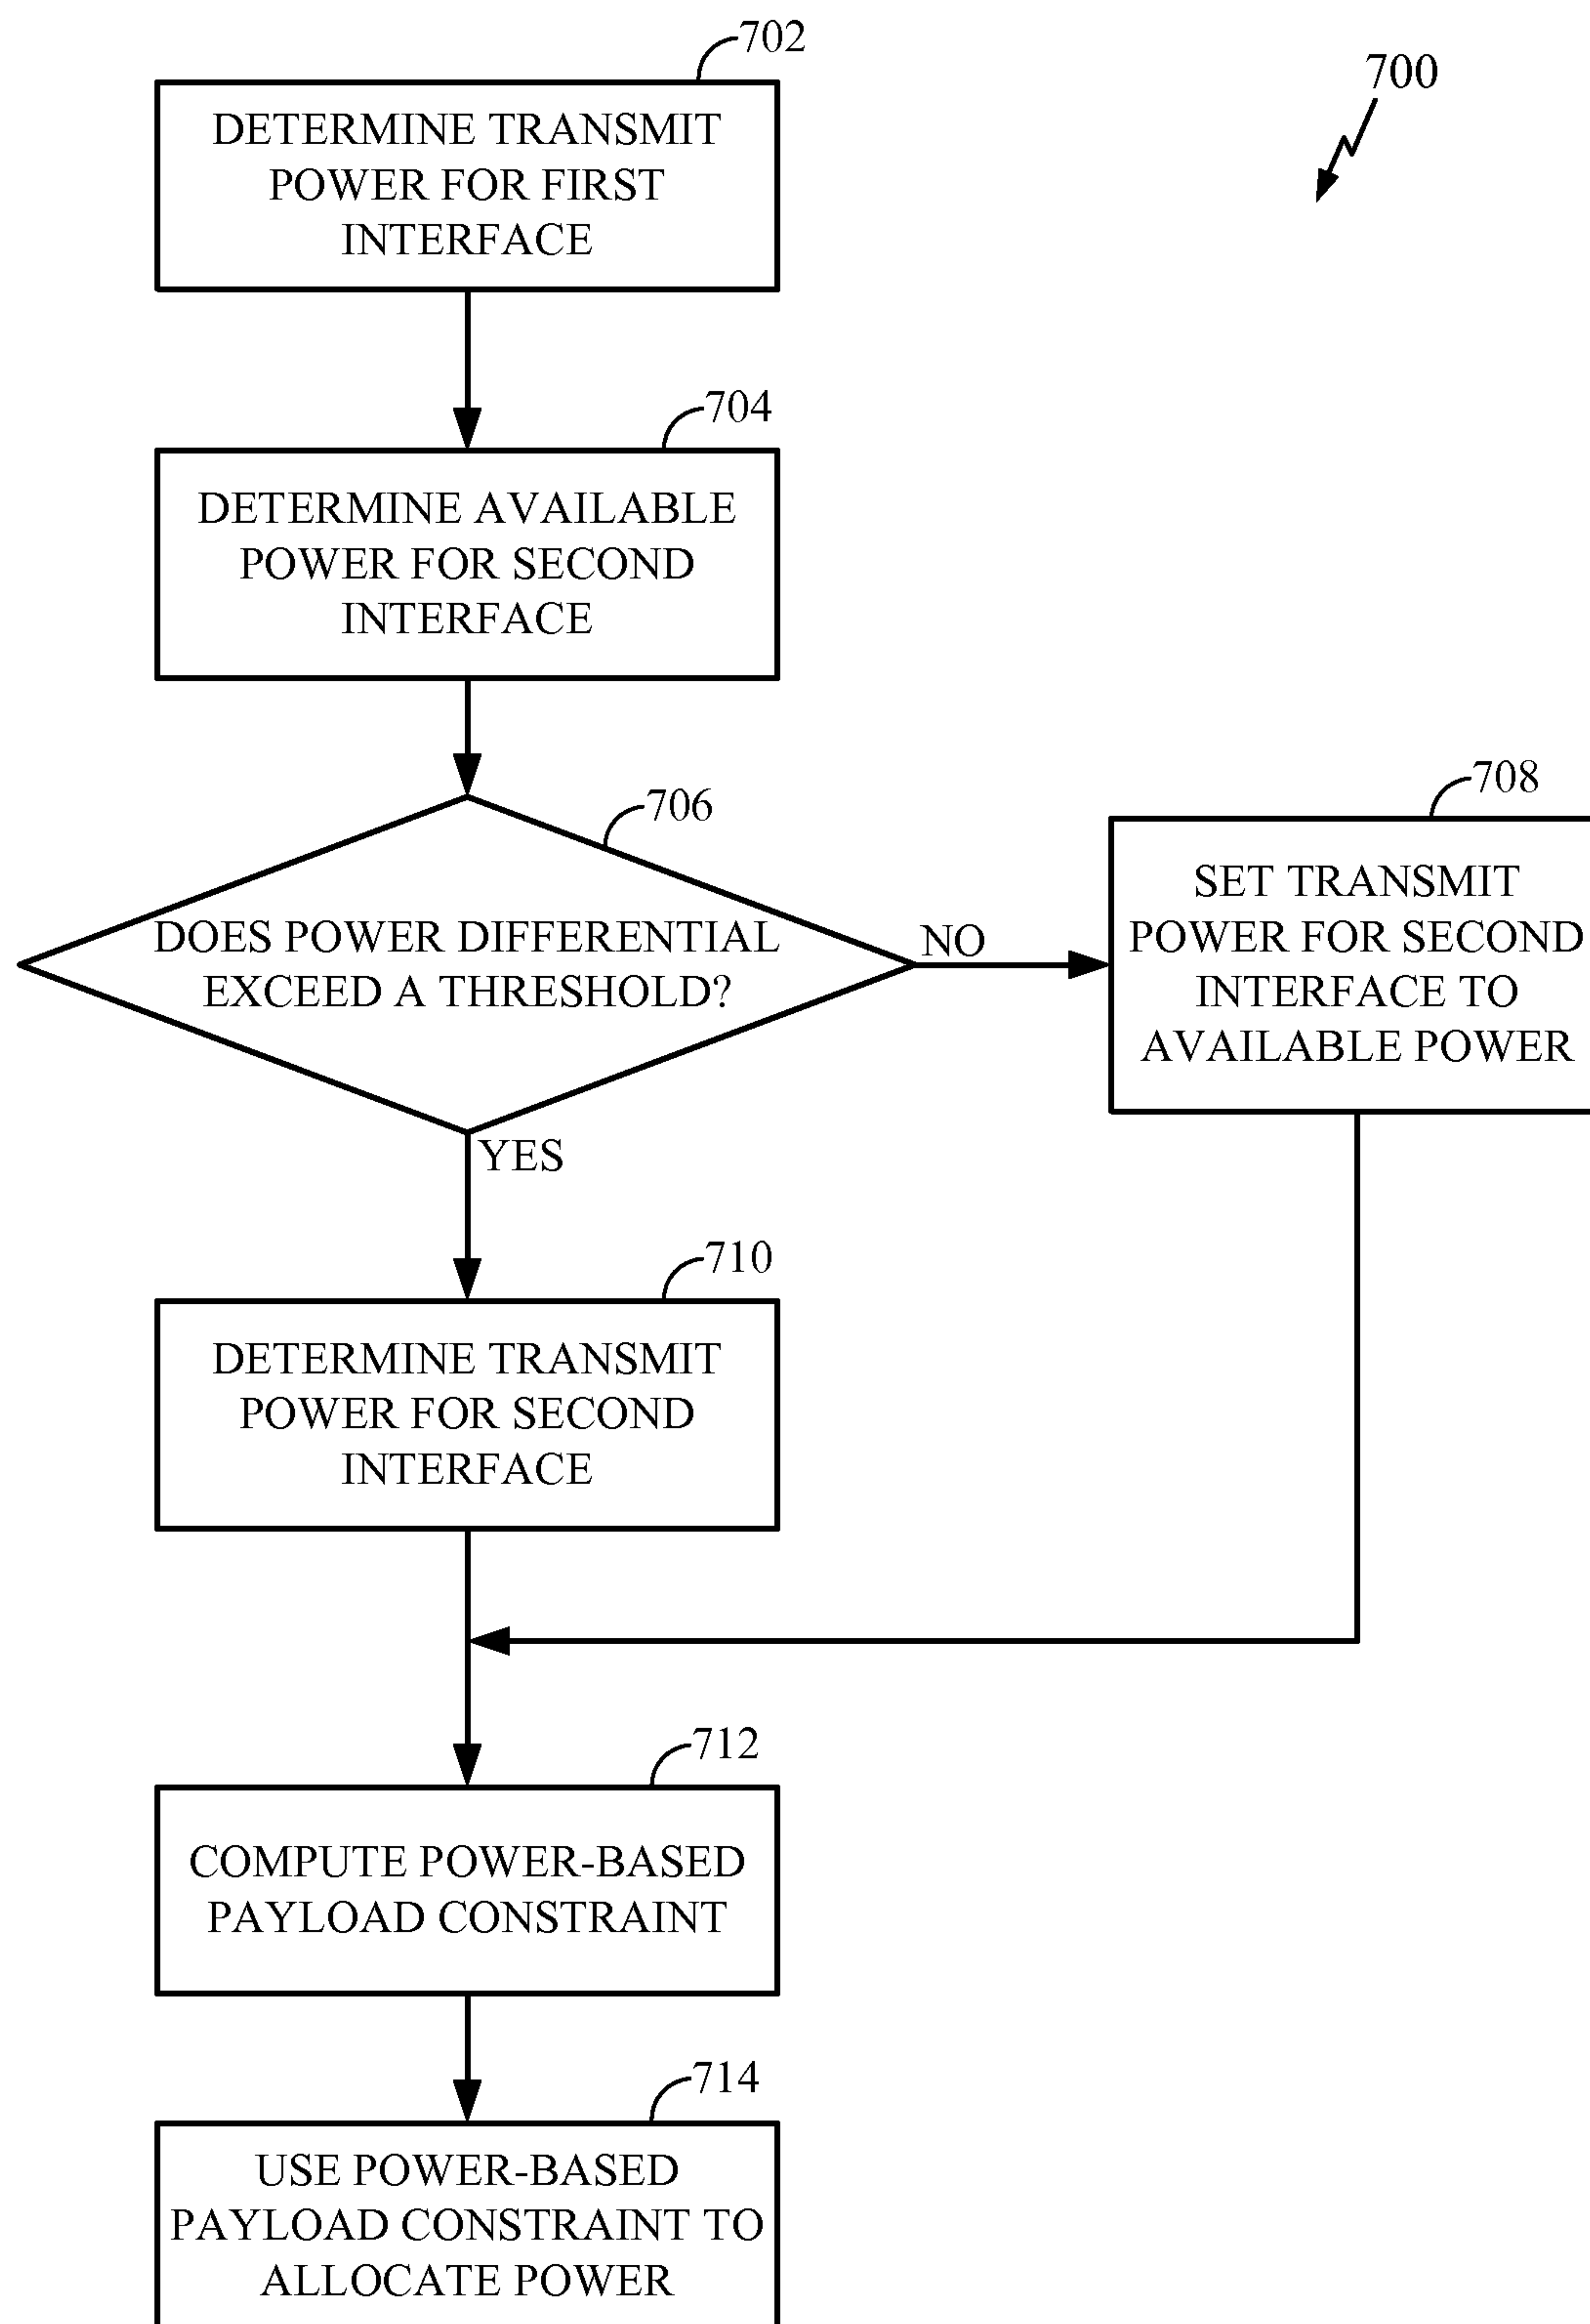 702
700
DETERMINE TRANSMIT
POWER FOR FIRST
INTERFACE
704
DETERMINE AVAILABLE
POWER FOR SECOND
INTERFACE
706
DOES POWER DIFFERENTIAL
EXCEED A THRESHOLD?
NO
708
SET TRANSMIT
POWER FOR SECOND
INTERFACE TO
AVAILABLE POWER
YES
710
DETERMINE TRANSMIT
POWER FOR SECOND
INTERFACE
712
COMPUTE POWER-BASED
PAYLOAD CONSTRAINT
714
USE POWER-BASED
PAYLOAD CONSTRAINT TO
ALLOCATE POWER